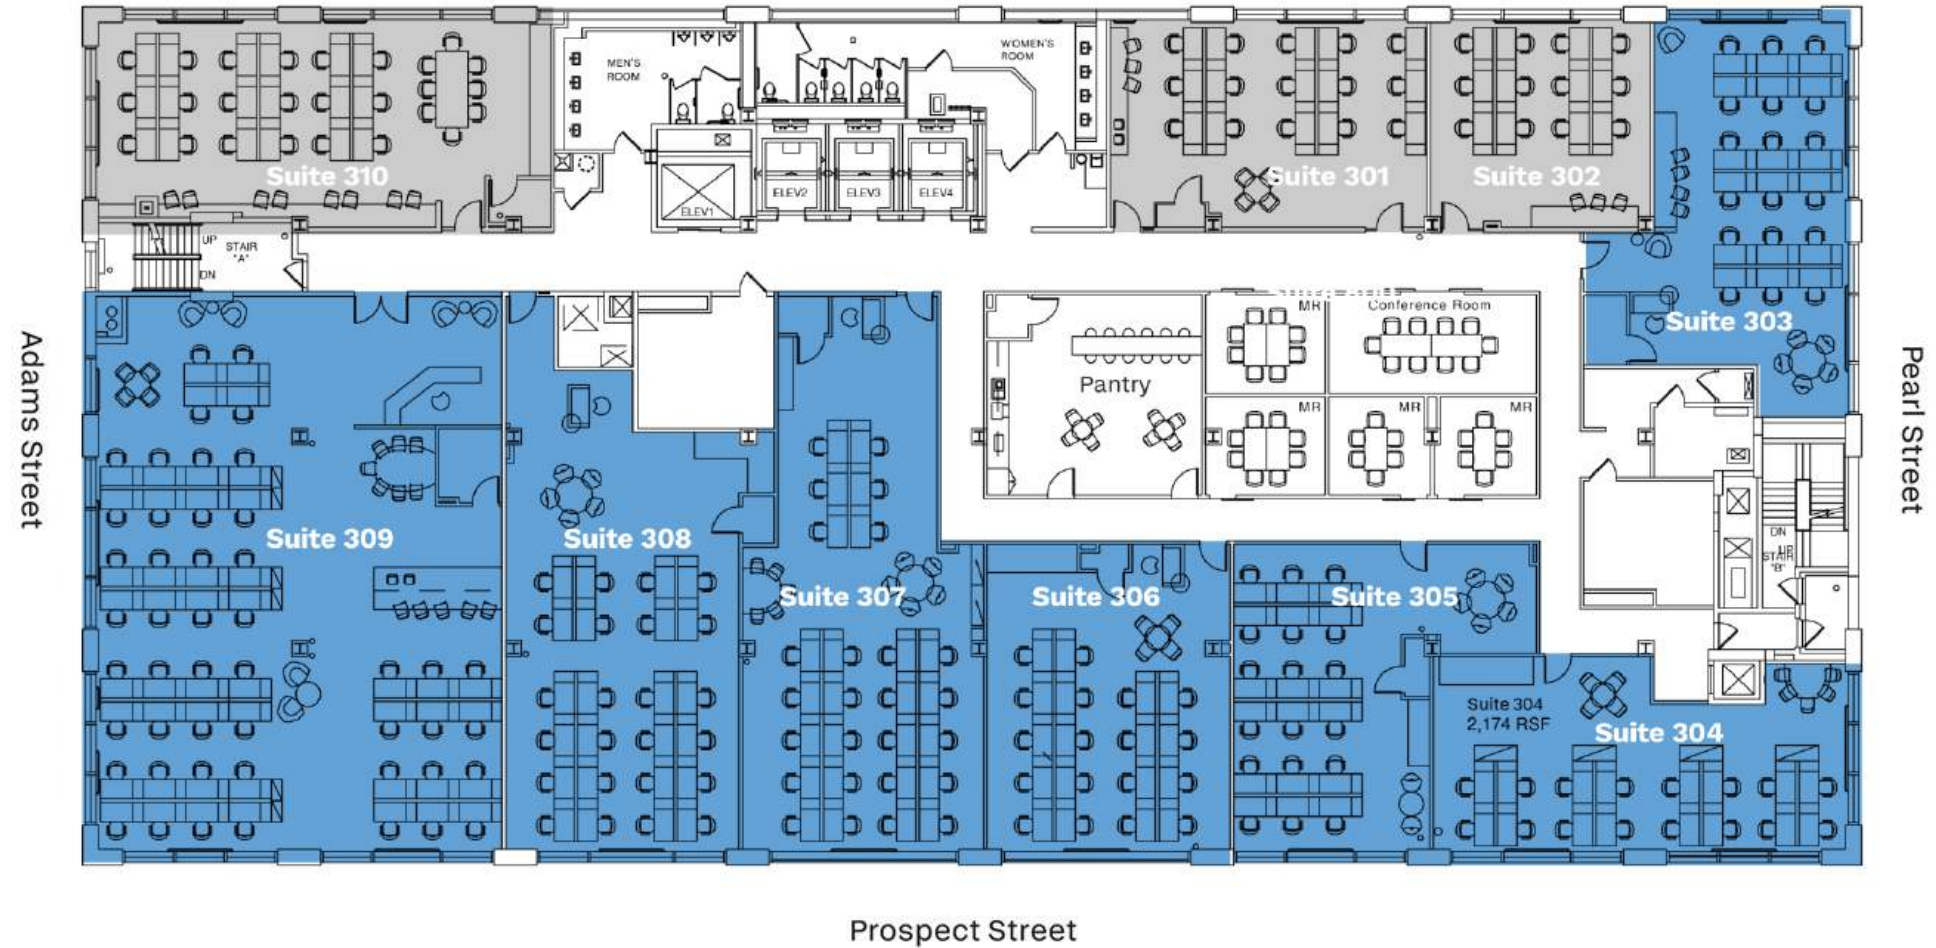 MEN'S
ROOM
WOMEN'S
ROOM
Suite 310
ELEV1
ELEV2
ELEV3
ELEV4
Suite 301
Suite 302
UP
STAIR
"A"
DN
MR
Conference Room
Suite 303
Pantry
MR
MR
MR
Adams Street
Pearl Street
Suite 309
Suite 308
Suite 307
Suite 306
Suite 305
DN
UP
STAIR
"B"
Suite 304
2,174 RSF
Suite 304
Prospect Street